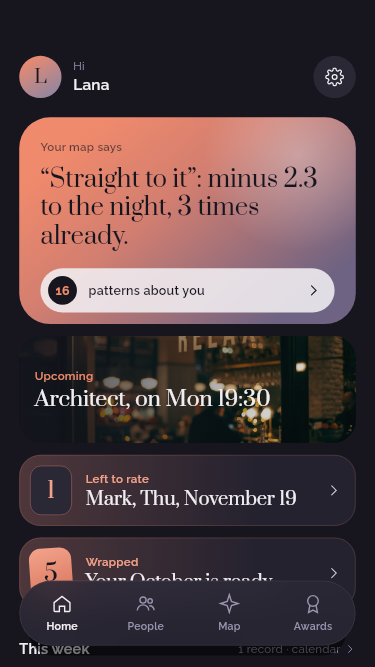 L
Hi
Lana
Your map says
“Straight to it”: minus 2.3
to the night, 3 times
already.
16 patterns about you
RELAX
Upcoming
Architect, on Mon 19:30
1
Left to rate
Mark, Thu, November 19
5
Wrapped
Your October is ready
Home People Map Awards
This week
1 record · calendar